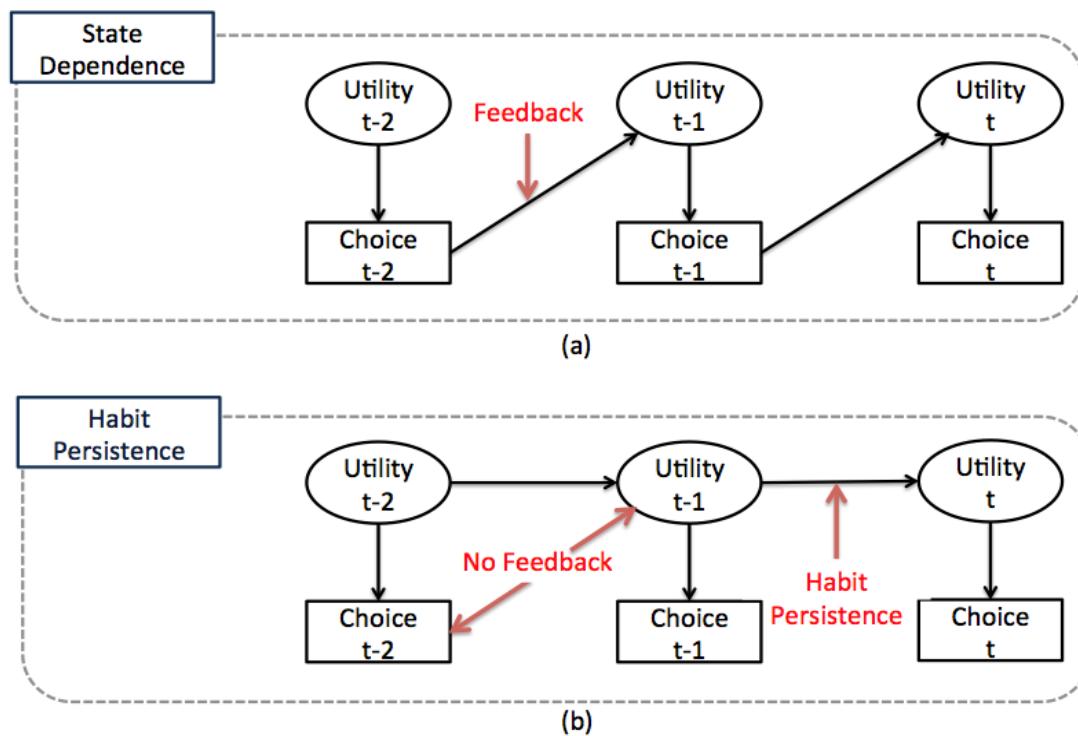 State
Dependence
Utility
t-2
Utility
t-1
Utility
t
Feedback
Choice
t-2
Choice
t-1
Choice
t
(a)
Habit
Persistence
Utility
t-2
Utility
t-1
Utility
t
No Feedback
Habit
Persistence
Choice
t-2
Choice
t-1
Choice
t
(b)